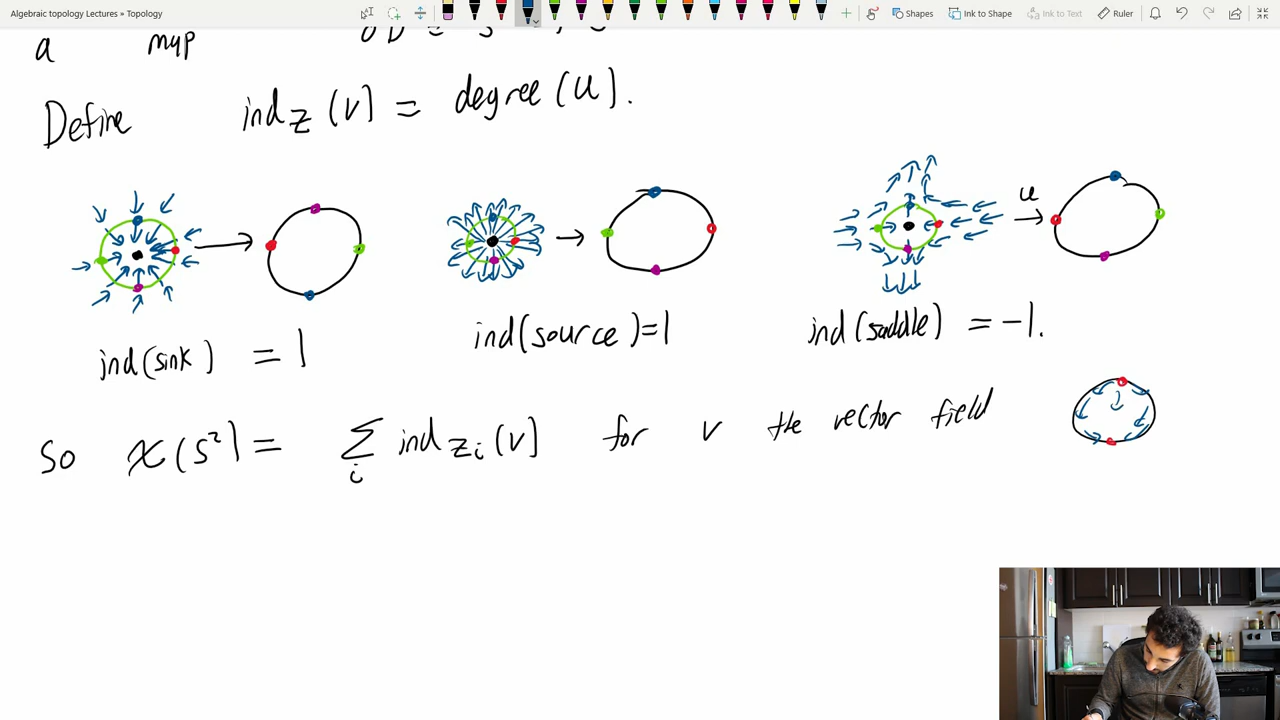 Algebraic topology Lectures » Topology
Shapes
Ink to Shape
Ink to Text
Ruler
a map
Define ind_z (v) = degree (u).
u
ind(sink) = 1
ind(source) = 1
ind(saddle) = -1.
So χ(S²) = Σ_i ind_{z_i} (v) for v the vector field